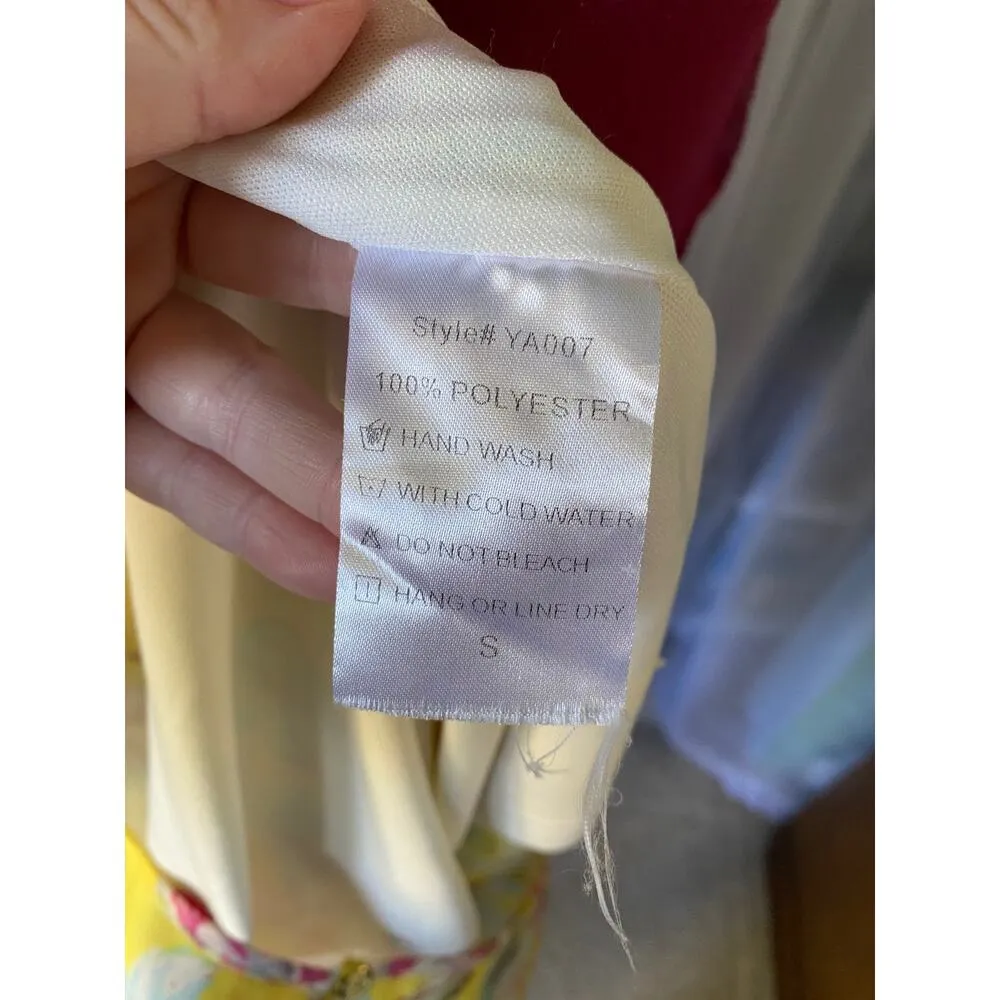 Style# YA007
100% POLYESTER
HAND WASH
WITH COLD WATER
DO NOT BLEACH
HANG OR LINE DRY
S